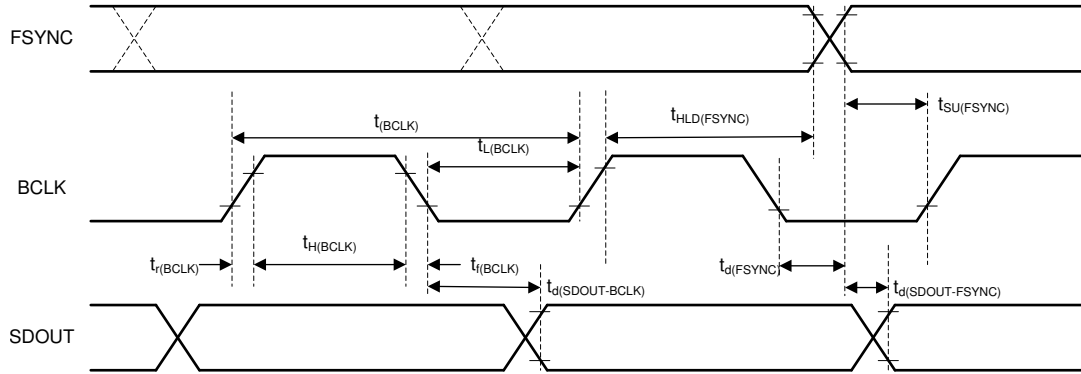 FSYNC
t(BCLK)
tL(BCLK)
tHLD(FSYNC)
tSU(FSYNC)
BCLK
tr(BCLK)
tH(BCLK)
tf(BCLK)
td(FSYNC)
td(SDOUT-BCLK)
td(SDOUT-FSYNC)
SDOUT